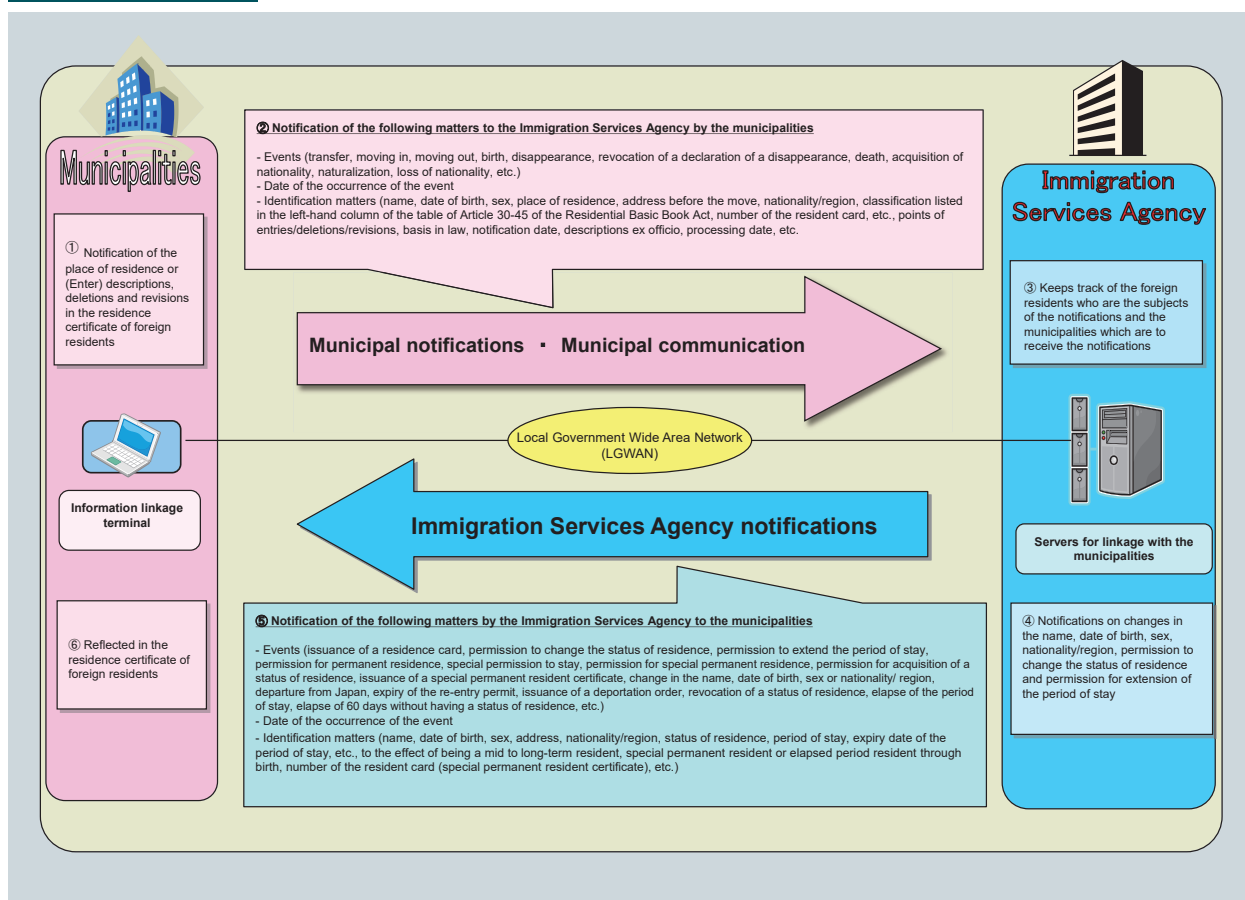 Municipalities
① Notification of the
place of residence or
(Enter) descriptions,
deletions and revisions
in the residence
certificate of foreign
residents
Information linkage
terminal
⑥ Reflected in the
residence certificate of
foreign residents
② Notification of the following matters to the Immigration Services Agency by the municipalities
- Events (transfer, moving in, moving out, birth, disappearance, revocation of a declaration of a disappearance, death, acquisition of
nationality, naturalization, loss of nationality, etc.)
- Date of the occurrence of the event
- Identification matters (name, date of birth, sex, place of residence, address before the move, nationality/region, classification listed
in the left-hand column of the table of Article 30-45 of the Residential Basic Book Act, number of the resident card, etc., points of
entries/deletions/revisions, basis in law, notification date, descriptions ex officio, processing date, etc.
Municipal notifications ・ Municipal communication
Local Government Wide Area Network
(LGWAN)
Immigration Services Agency notifications
⑤ Notification of the following matters by the Immigration Services Agency to the municipalities
- Events (issuance of a residence card, permission to change the status of residence, permission to extend the period of stay,
permission for permanent residence, special permission to stay, permission for special permanent residence, permission for acquisition of a
status of residence, issuance of a special permanent resident certificate, change in the name, date of birth, sex or nationality/ region,
departure from Japan, expiry of the re-entry permit, issuance of a deportation order, revocation of a status of residence, elapse of the period
of stay, elapse of 60 days without having a status of residence, etc.)
- Date of the occurrence of the event
- Identification matters (name, date of birth, sex, address, nationality/region, status of residence, period of stay, expiry date of the
period of stay, etc., to the effect of being a mid to long-term resident, special permanent resident or elapsed period resident through
birth, number of the resident card (special permanent resident certificate), etc.)
Immigration
Services Agency
③ Keeps track of the foreign
residents who are the subjects
of the notifications and the
municipalities which are to
receive the notifications
Servers for linkage with the
municipalities
④ Notifications on changes in
the name, date of birth, sex,
nationality/region, permission to
change the status of residence
and permission for extension of
the period of stay